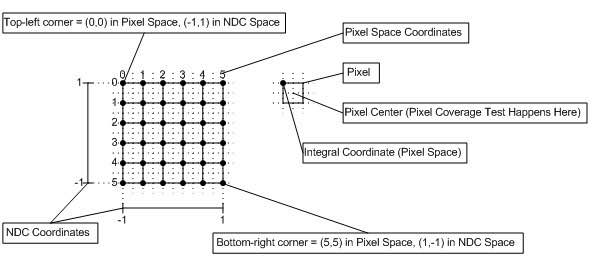 Top-left corner = (0,0) in Pixel Space, (-1,1) in NDC Space
Pixel Space Coordinates
0 1 2 3 4 5
Pixel
1 0
1
Pixel Center (Pixel Coverage Test Happens Here)
2
3
Integral Coordinate (Pixel Space)
4
-1 5
-1 1
NDC Coordinates
Bottom-right corner = (5,5) in Pixel Space, (1,-1) in NDC Space